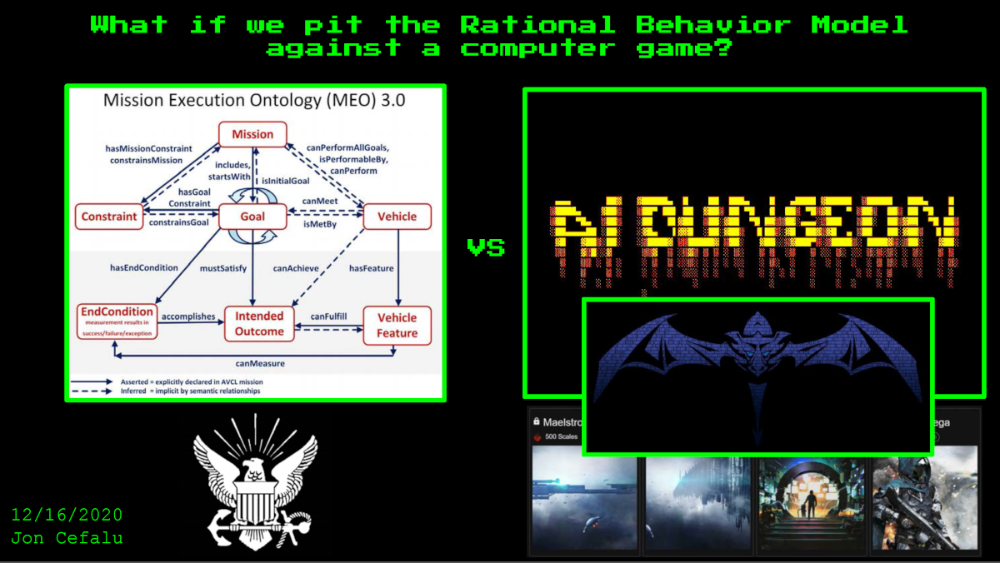 What if we pit the Rational Behavior Model
against a computer game?
Mission Execution Ontology (MEO) 3.0
Mission
hasMissionConstraint
constrainsMission
includes,
startsWith
isInitialGoal
canPerformAllGoals,
isPerformableBy,
canPerform
hasGoal
Constraint
constrainsGoal
canMeet
isMetBy
Constraint
Goal
Vehicle
hasEndCondition
mustSatisfy
canAchieve
hasFeature
EndCondition
measurement results in
success/failure/exception
accomplishes
Intended
Outcome
canFulfill
Vehicle
Feature
canMeasure
Asserted = explicitly declared in AVCL mission
Inferred = implicit by semantic relationships
vs
AI DUNGEON
Maelstro
500 Scales
ega
12/16/2020
Jon Cefalu